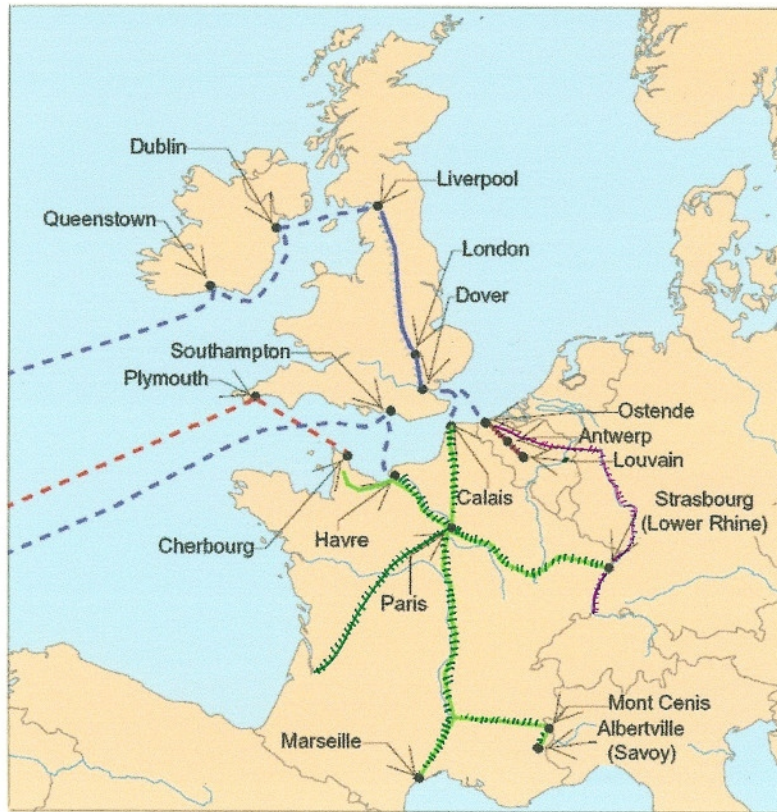 Dublin
Liverpool
Queenstown
London
Dover
Southampton
Plymouth
Ostende
Antwerp
Louvain
Calais
Strasbourg
(Lower Rhine)
Cherbourg
Havre
Paris
Mont Cenis
Albertville
(Savoy)
Marseille